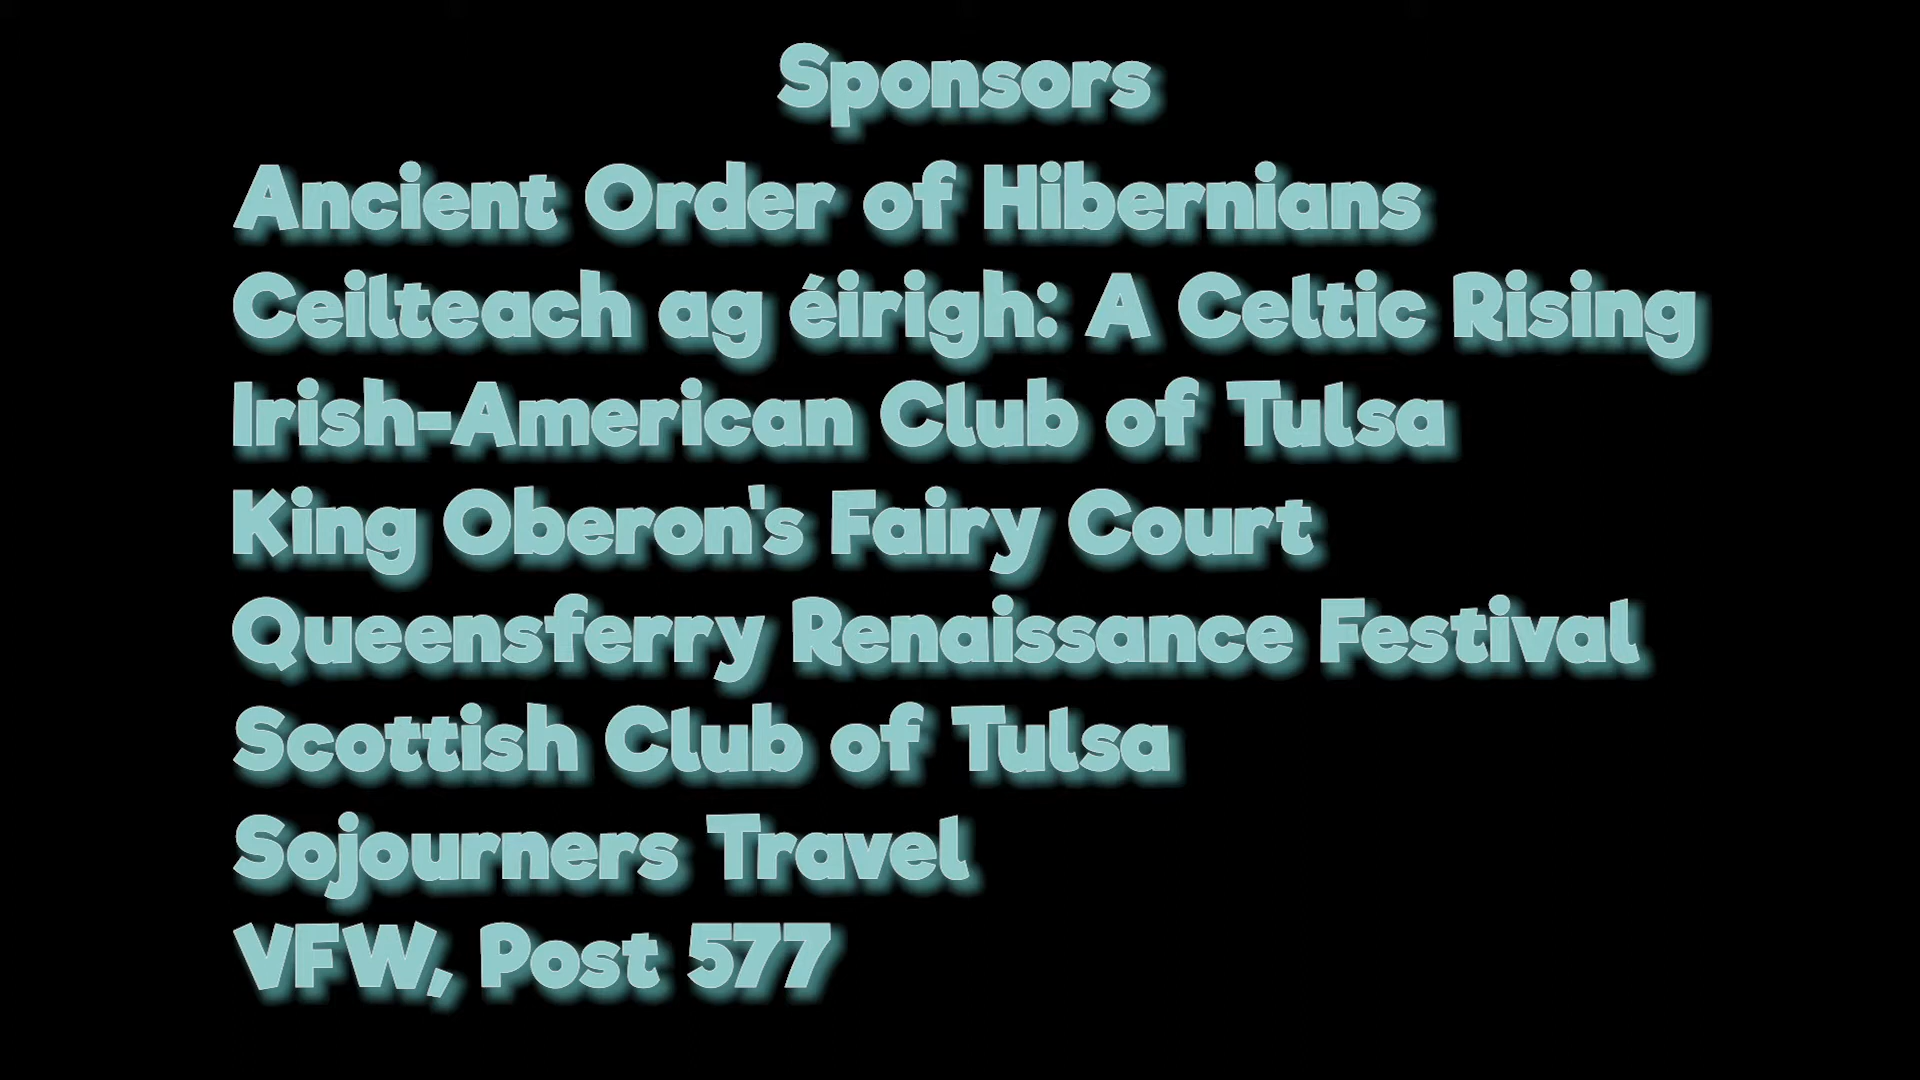 Sponsors
Ancient Order of Hibernians
Ceilteach ag éirigh: A Celtic Rising
Irish-American Club of Tulsa
King Oberon's Fairy Court
Queensferry Renaissance Festival
Scottish Club of Tulsa
Sojourners Travel
VFW, Post 577